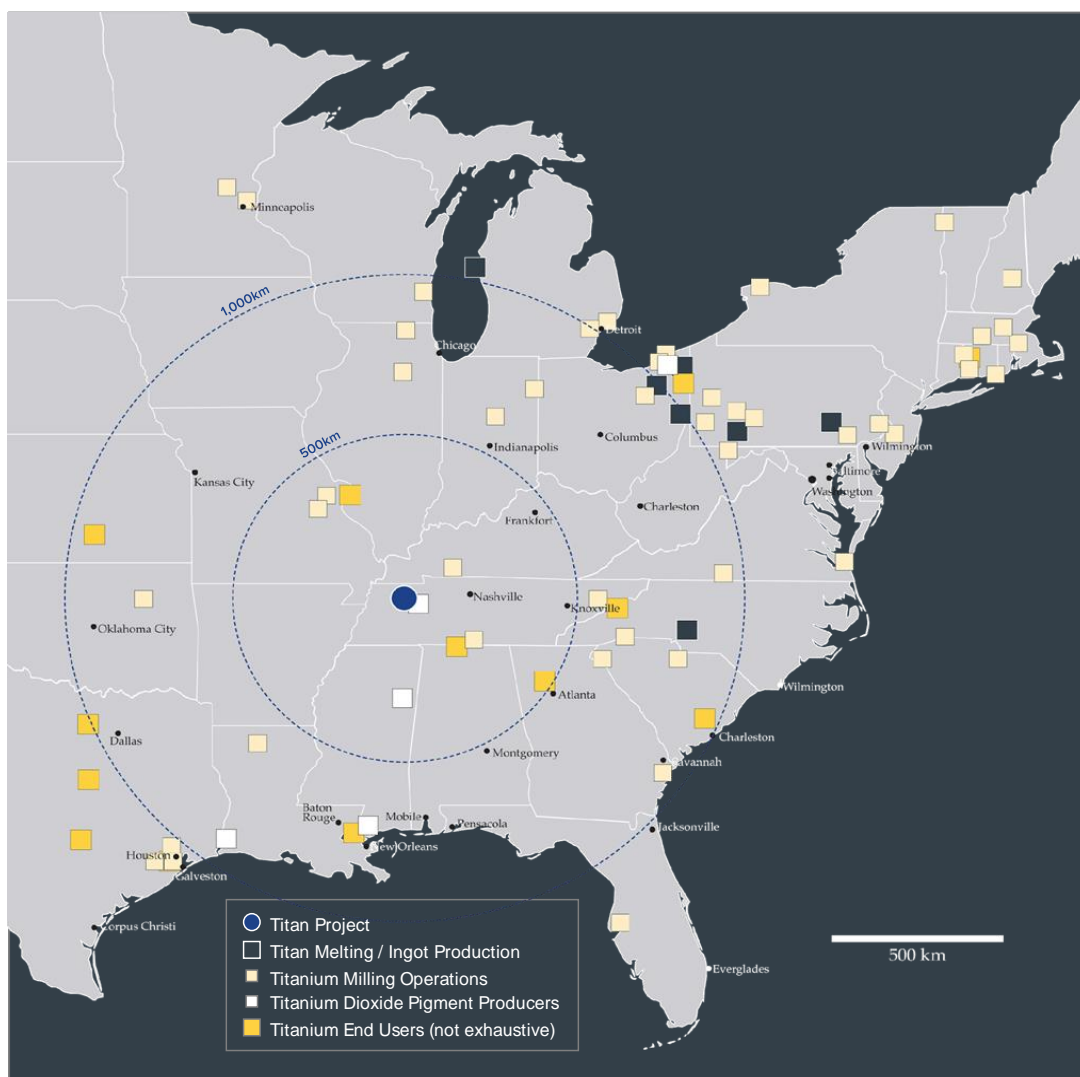 Minneapolis
1,000km
Detroit
Chicago
500km
Indianapolis
Columbus
Wilmington
Kansas City
ltimore
Washington
Charleston
Frankfort
Nashville
Knoxville
Oklahoma City
Wilmington
Atlanta
Dallas
Charleston
Montgomery
Savannah
Baton
Rouge
Mobile
Pensacola
Jacksonville
New Orleans
Houston
Galveston
Corpus Christi
Everglades
Titan Project
Titan Melting / Ingot Production
Titanium Milling Operations
Titanium Dioxide Pigment Producers
Titanium End Users (not exhaustive)
500 km